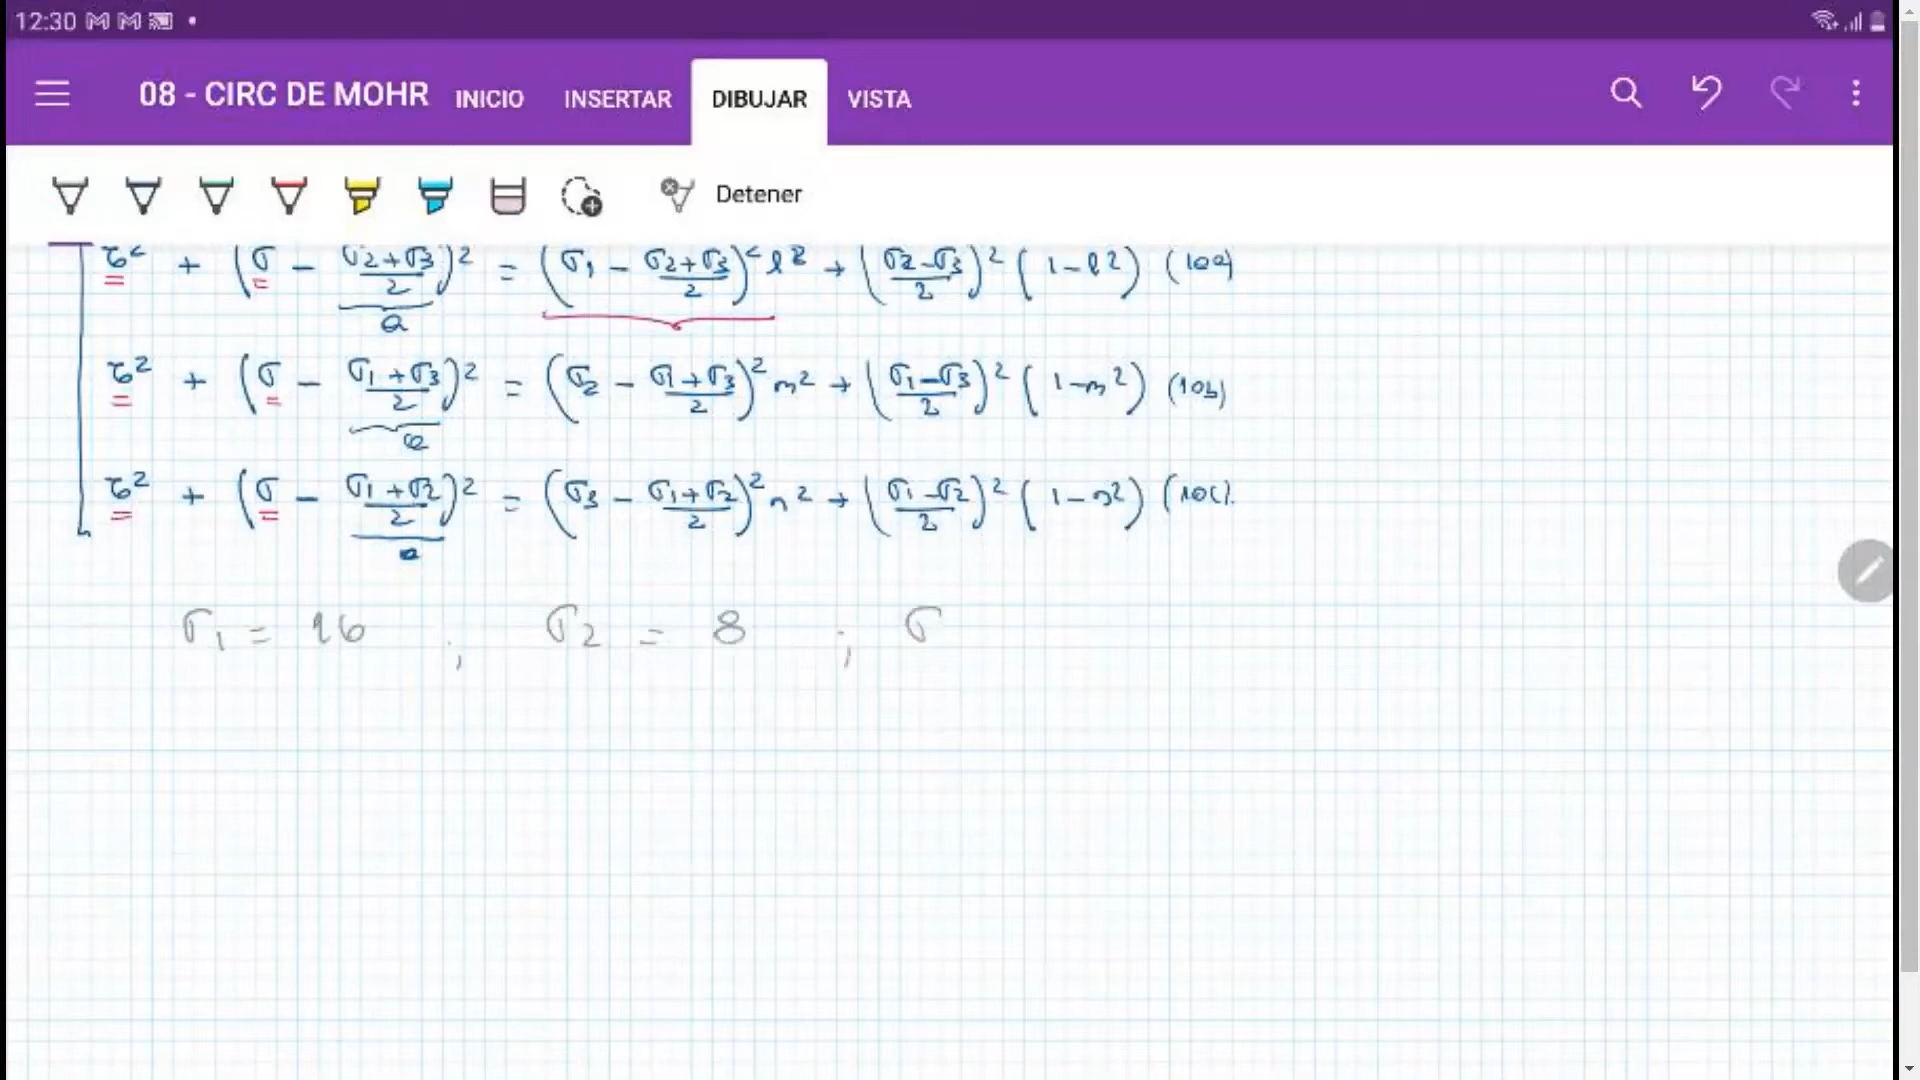 12:30
08 - CIRC DE MOHR INICIO INSERTAR DIBUJAR VISTA
Detener
τ² + (σ - (σ2+σ3)/2)² = (σ1 - (σ2+σ3)/2)² l² + ((σ2-σ3)/2)² (1-l²) (10a)
a
τ² + (σ - (σ1+σ3)/2)² = (σ2 - (σ1+σ3)/2)² m² + ((σ1-σ3)/2)² (1-m²) (10b)
a
τ² + (σ - (σ1+σ2)/2)² = (σ3 - (σ1+σ2)/2)² n² + ((σ1-σ2)/2)² (1-n²) (10c).
a
σ1 = 16 ; σ2 = 8 ; σ